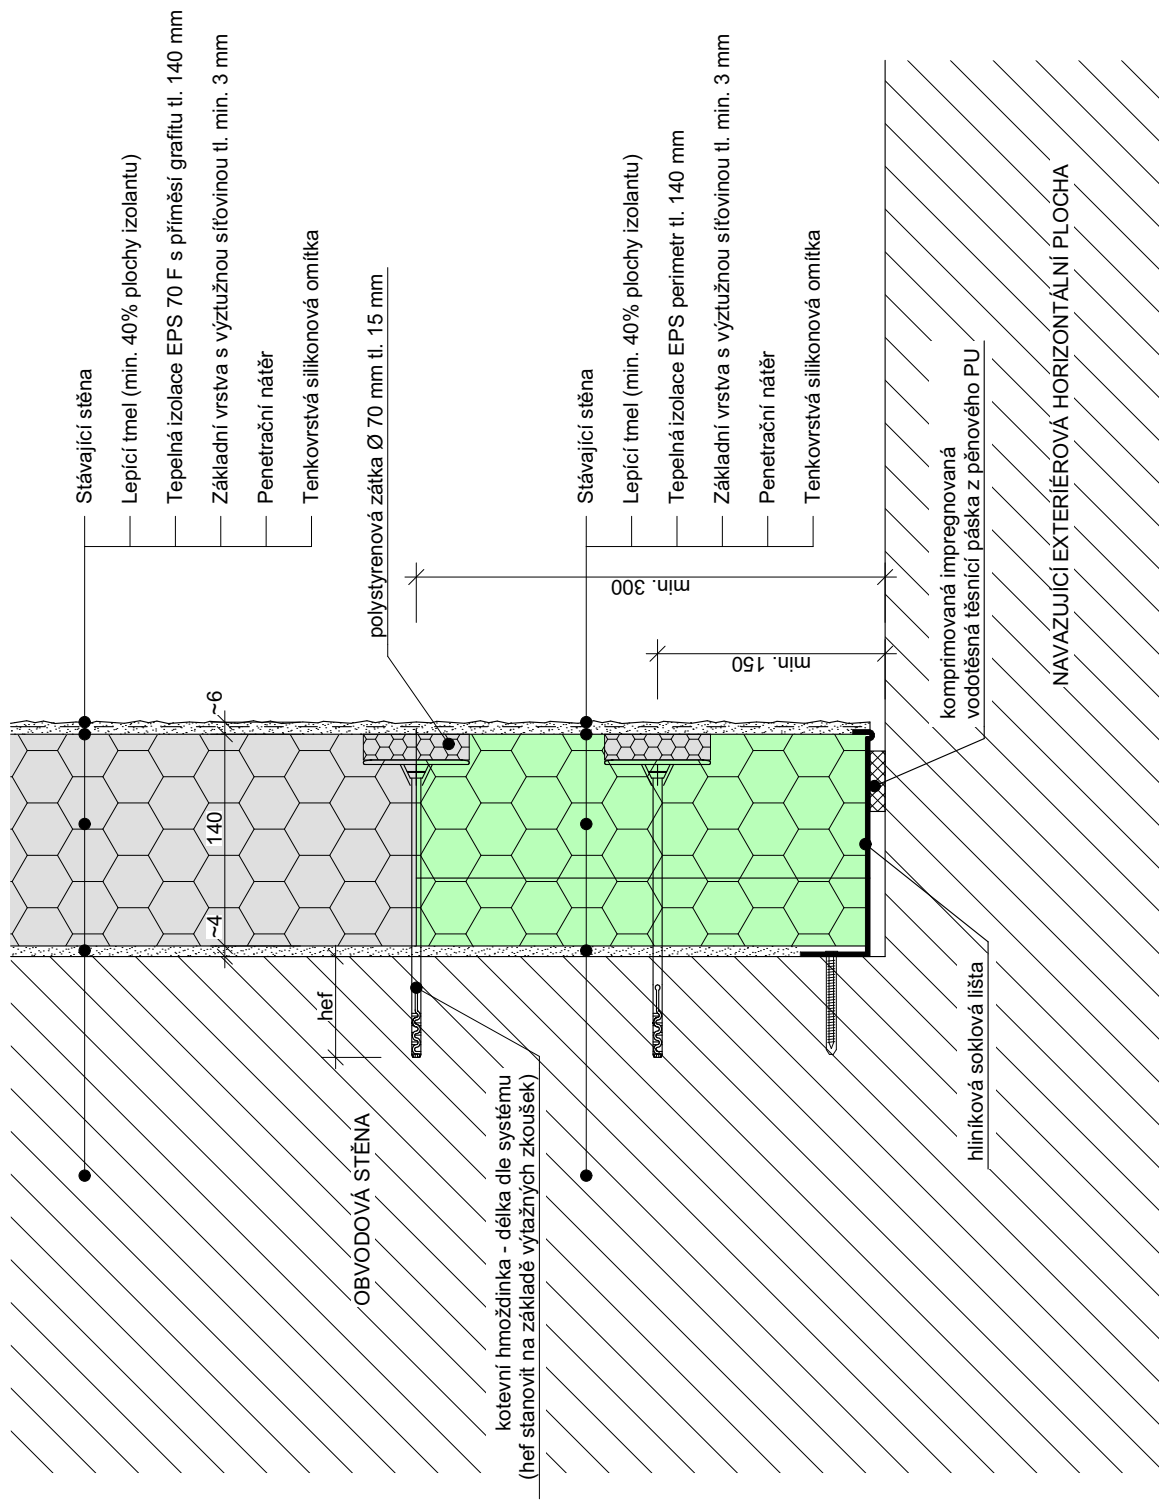 Stávající stěna
Lepící tmel (min. 40% plochy izolantu)
Tepelná izolace EPS 70 F s příměsí grafitu tl. 140 mm
Základní vrstva s výztužnou síťovinou tl. min. 3 mm
Penetrační nátěr
Tenkovrstvá silikonová omítka
polystyrenová zátka Ø 70 mm tl. 15 mm
Stávající stěna
Lepící tmel (min. 40% plochy izolantu)
Tepelná izolace EPS perimetr tl. 140 mm
Základní vrstva s výztužnou síťovinou tl. min. 3 mm
Penetrační nátěr
Tenkovrstvá silikonová omítka
min. 300
min. 150
~4
140
~6
hef
OBVODOVÁ STĚNA
kotevní hmoždinka - délka dle systému
(hef stanovit na základě výtažných zkoušek)
komprimovaná impregnovaná
vodotěsná těsnící páska z pěnového PU
NAVAZUJÍCÍ EXTERIÉROVÁ HORIZONTÁLNÍ PLOCHA
hliníková soklová lišta